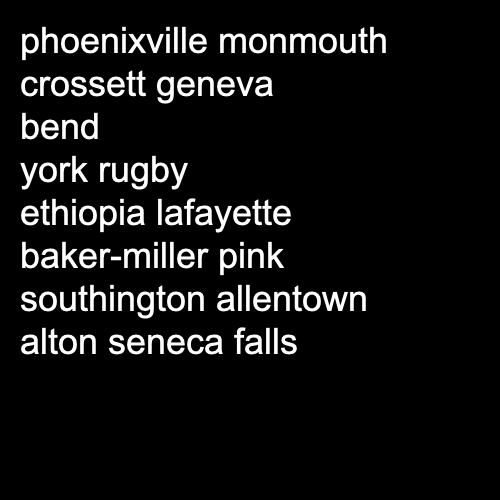 phoenixville monmouth
crossett geneva
bend
york rugby
ethiopia lafayette
baker-miller pink
southington allentown
alton seneca falls